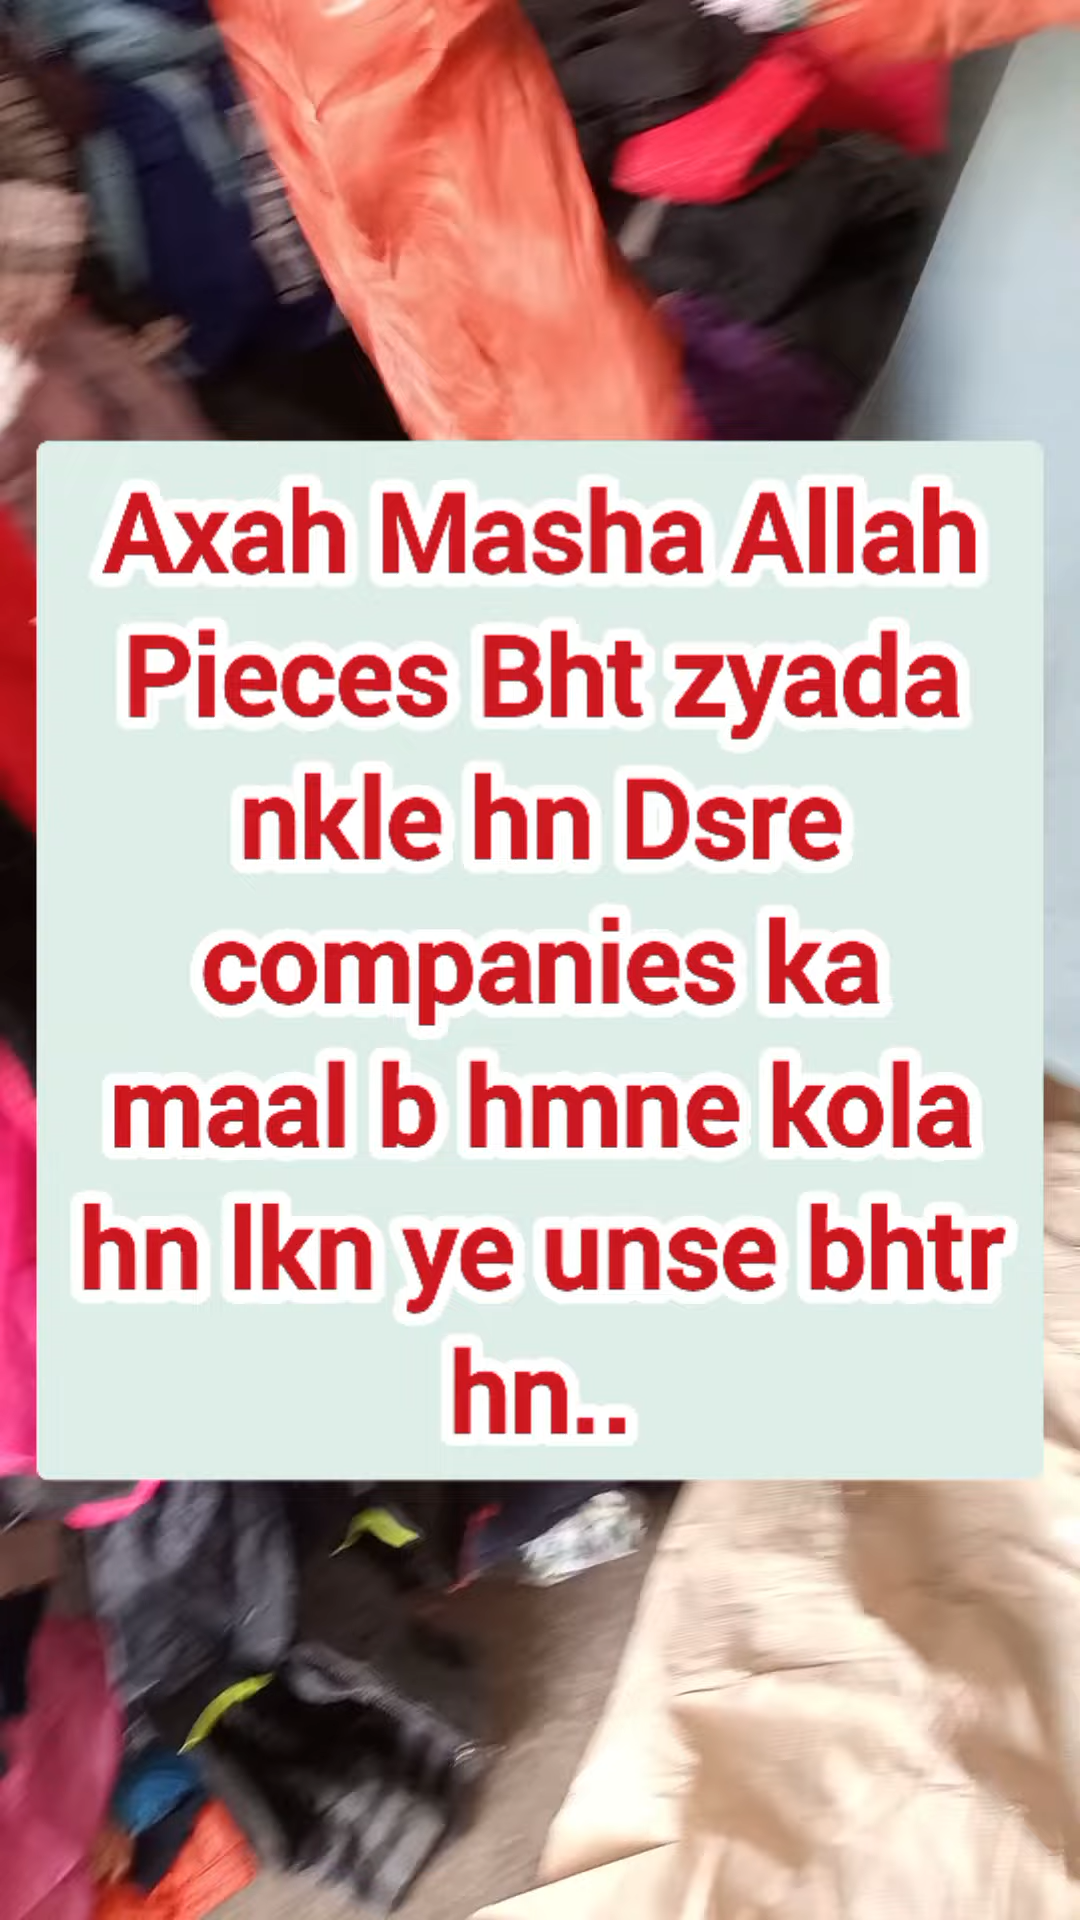 Axah Masha Allah
Pieces Bht zyada
nkle hn Dsre
companies ka
maal b hmne kola
hn lkn ye unse bhtr
hn..